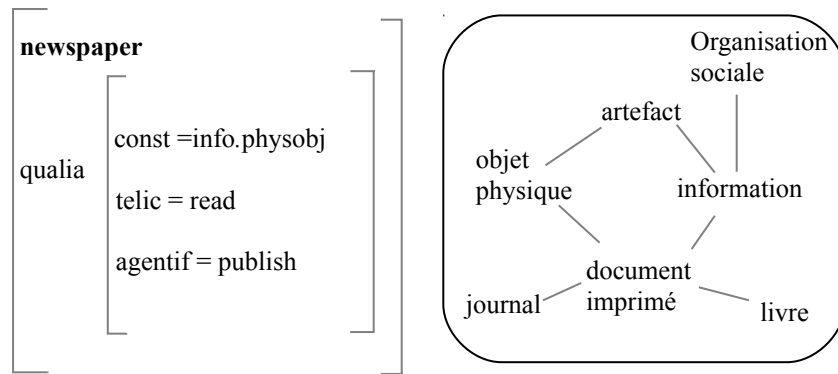 newspaper
qualia
const =info.physobj
telic = read
agentif = publish
Organisation
sociale
artefact
objet
physique
information
document
imprimé
journal
livre